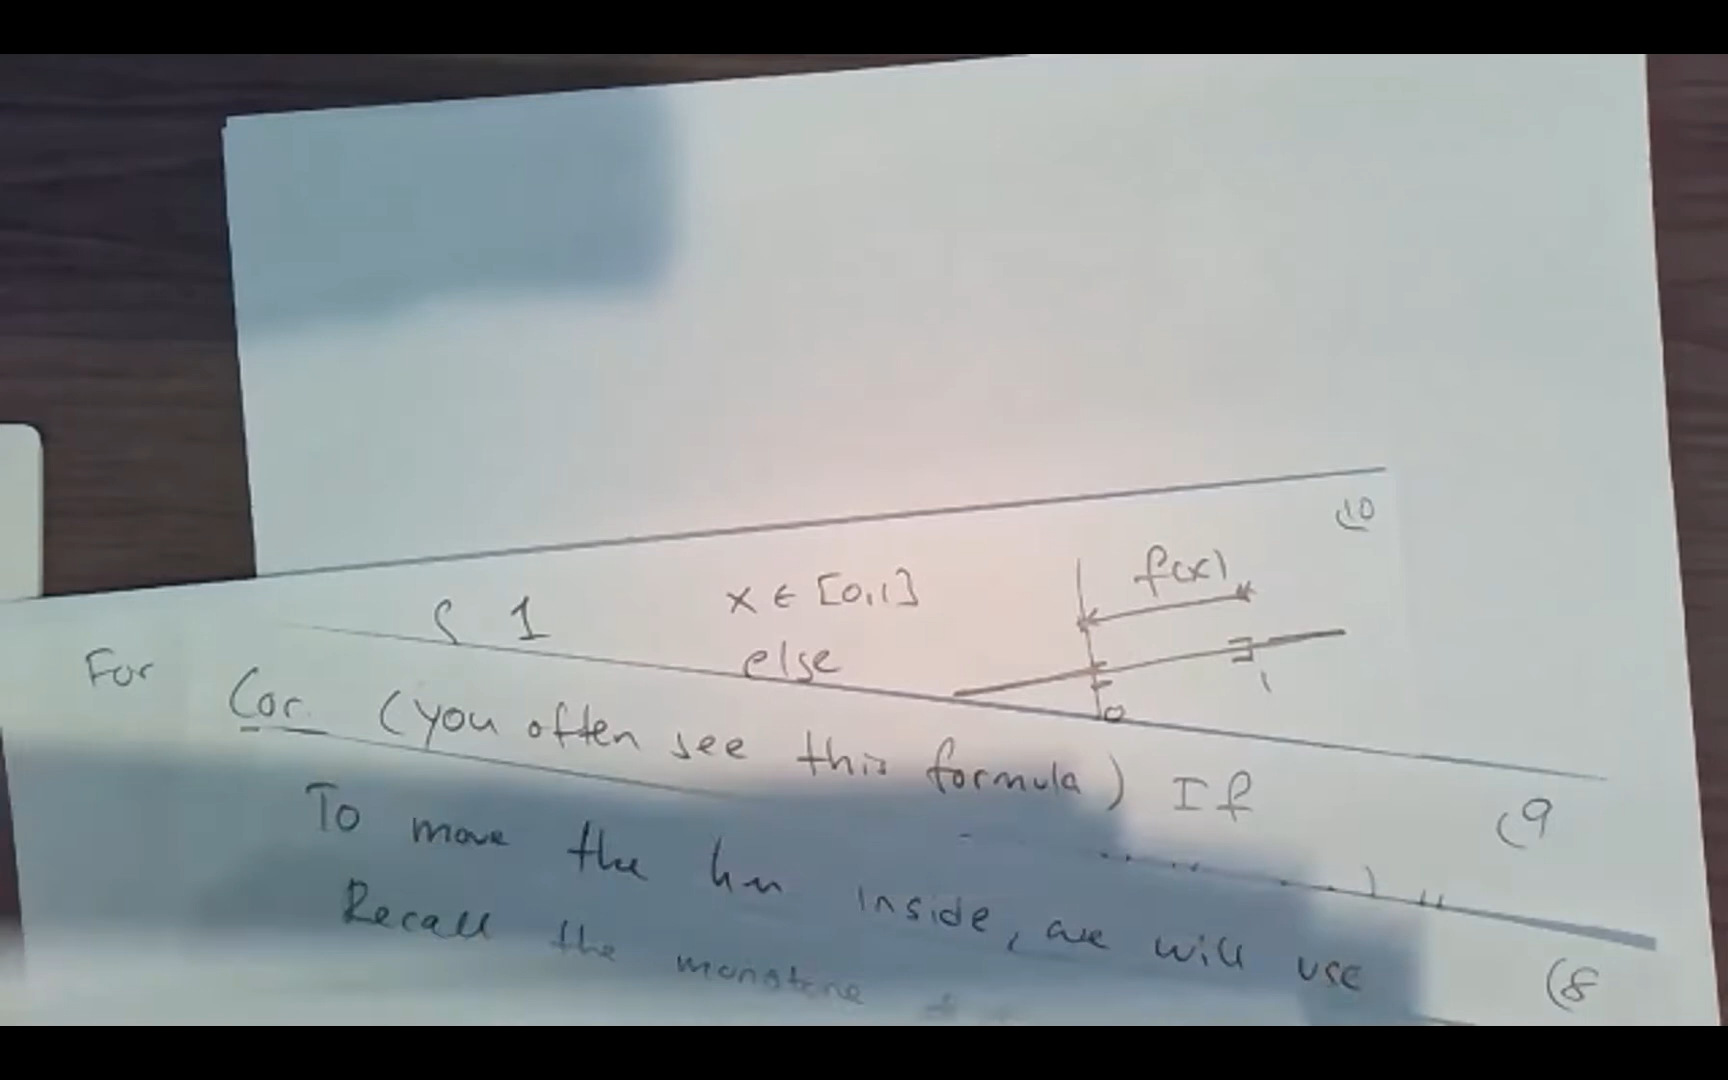 (10
f(x)
{ 1 x ∈ [0,1]
else
0 1
For
Cor. (you often see this formula) If
(9
To move the lim inside, we will use
(8
Recall the monotone